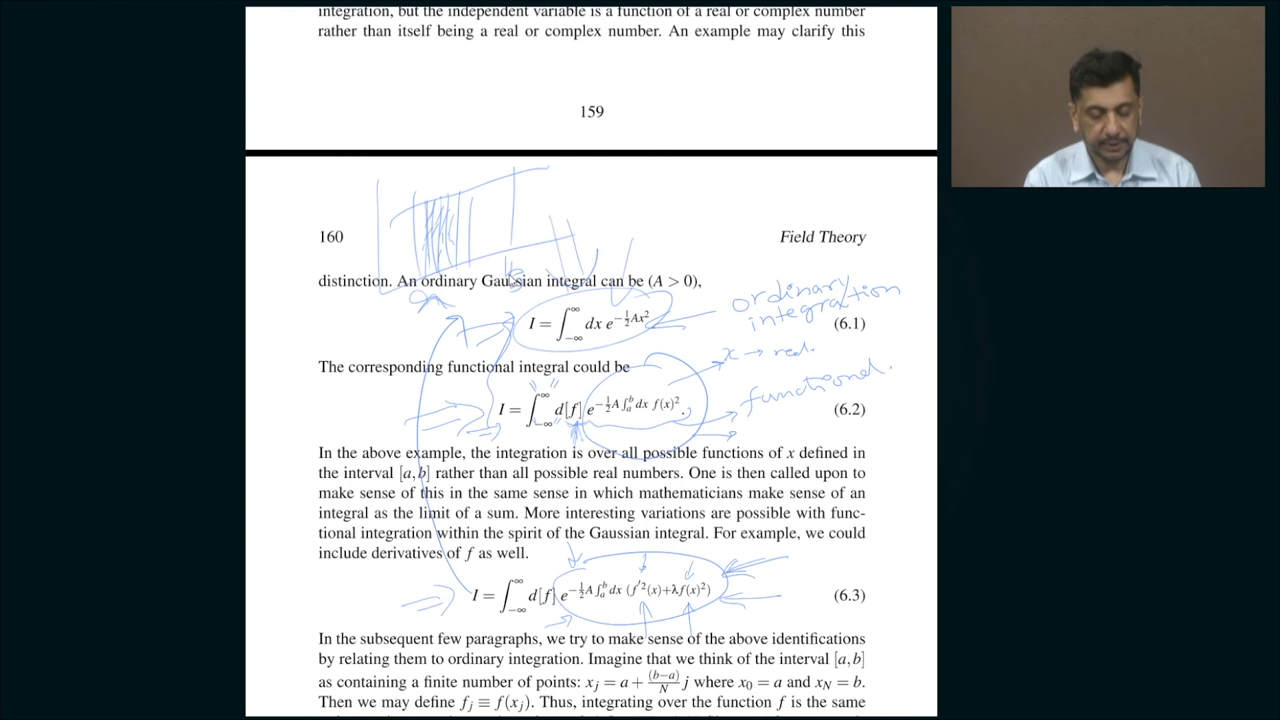 integration, but the independent variable is a function of a real or complex number
rather than itself being a real or complex number. An example may clarify this
159
160 Field Theory
a b
distinction. An ordinary Gaussian integral can be (A > 0),
ordinary
integration
I = ∫_{−∞}^{∞} dx e^{−½Ax²} (6.1)
x → real.
The corresponding functional integral could be
functional.
I = ∫_{−∞}^{∞} d[f] e^{−½A ∫_a^b dx f(x)²}. (6.2)
In the above example, the integration is over all possible functions of x defined in
the interval [a,b] rather than all possible real numbers. One is then called upon to
make sense of this in the same sense in which mathematicians make sense of an
integral as the limit of a sum. More interesting variations are possible with func-
tional integration within the spirit of the Gaussian integral. For example, we could
include derivatives of f as well.
I = ∫_{−∞}^{∞} d[f] e^{−½A ∫_a^b dx (f′²(x)+λf(x)²)} (6.3)
In the subsequent few paragraphs, we try to make sense of the above identifications
by relating them to ordinary integration. Imagine that we think of the interval [a,b]
as containing a finite number of points: x_j = a + (b−a)/N j where x_0 = a and x_N = b.
Then we may define f_j ≡ f(x_j). Thus, integrating over the function f is the same